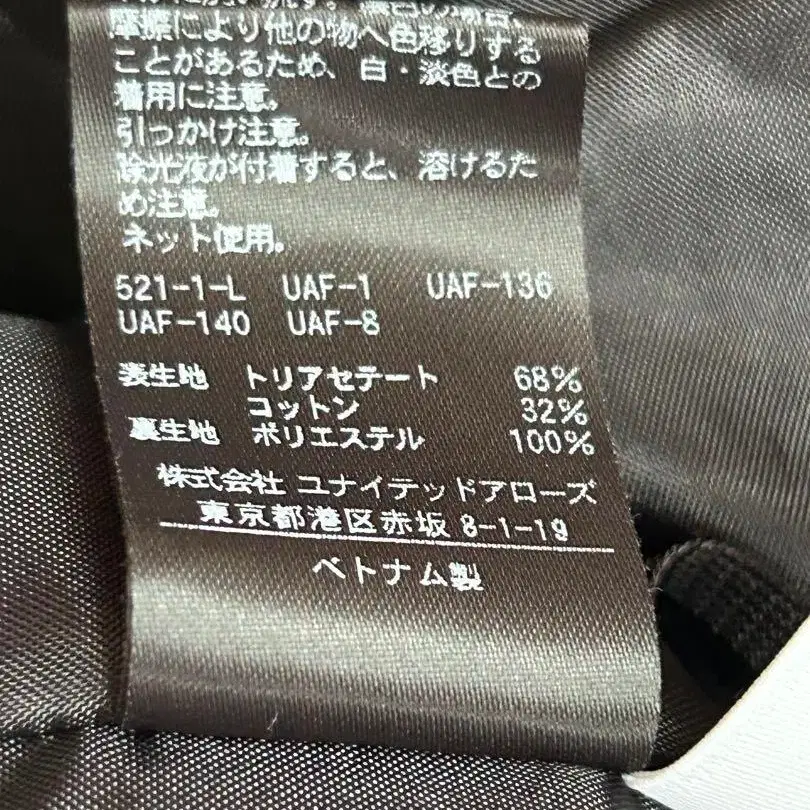 摩擦により他の物へ色移りする
ことがあるため、白・淡色との
着用に注意。
引っかけ注意。
除光液が付着すると、溶けるた
め注意。
ネット使用。
521-1-L UAF-1 UAF-136
UAF-140 UAF-8
表生地 トリアセテート 68%
コットン 32%
裏生地 ポリエステル 100%
株式会社 ユナイテッドアローズ
東京都港区赤坂 8-1-19
ベトナム製